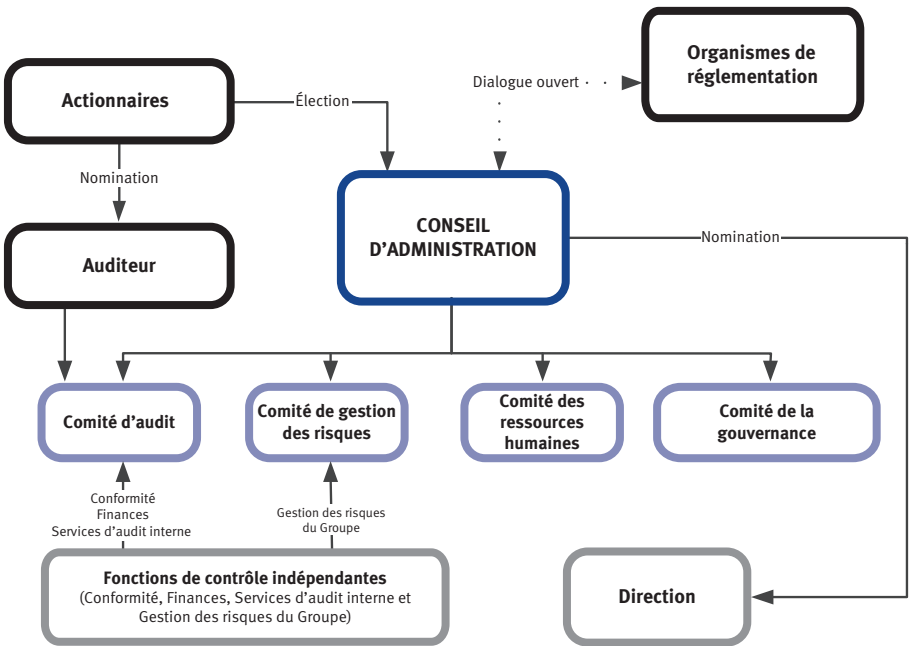 Organismes de
réglementation
Actionnaires
Élection
Dialogue ouvert
Nomination
CONSEIL
D'ADMINISTRATION
Nomination
Auditeur
Comité d'audit
Comité de gestion
des risques
Comité des
ressources
humaines
Comité de la
gouvernance
Conformité
Finances
Services d'audit interne
Gestion des risques
du Groupe
Fonctions de contrôle indépendantes
(Conformité, Finances, Services d'audit interne et
Gestion des risques du Groupe)
Direction